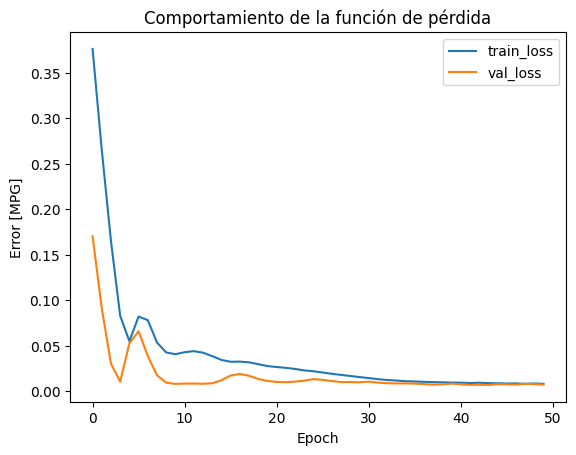 Comportamiento de la función de pérdida
train_loss
val_loss
Error [MPG]
0.35
0.30
0.25
0.20
0.15
0.10
0.05
0.00
0 10 20 30 40 50
Epoch